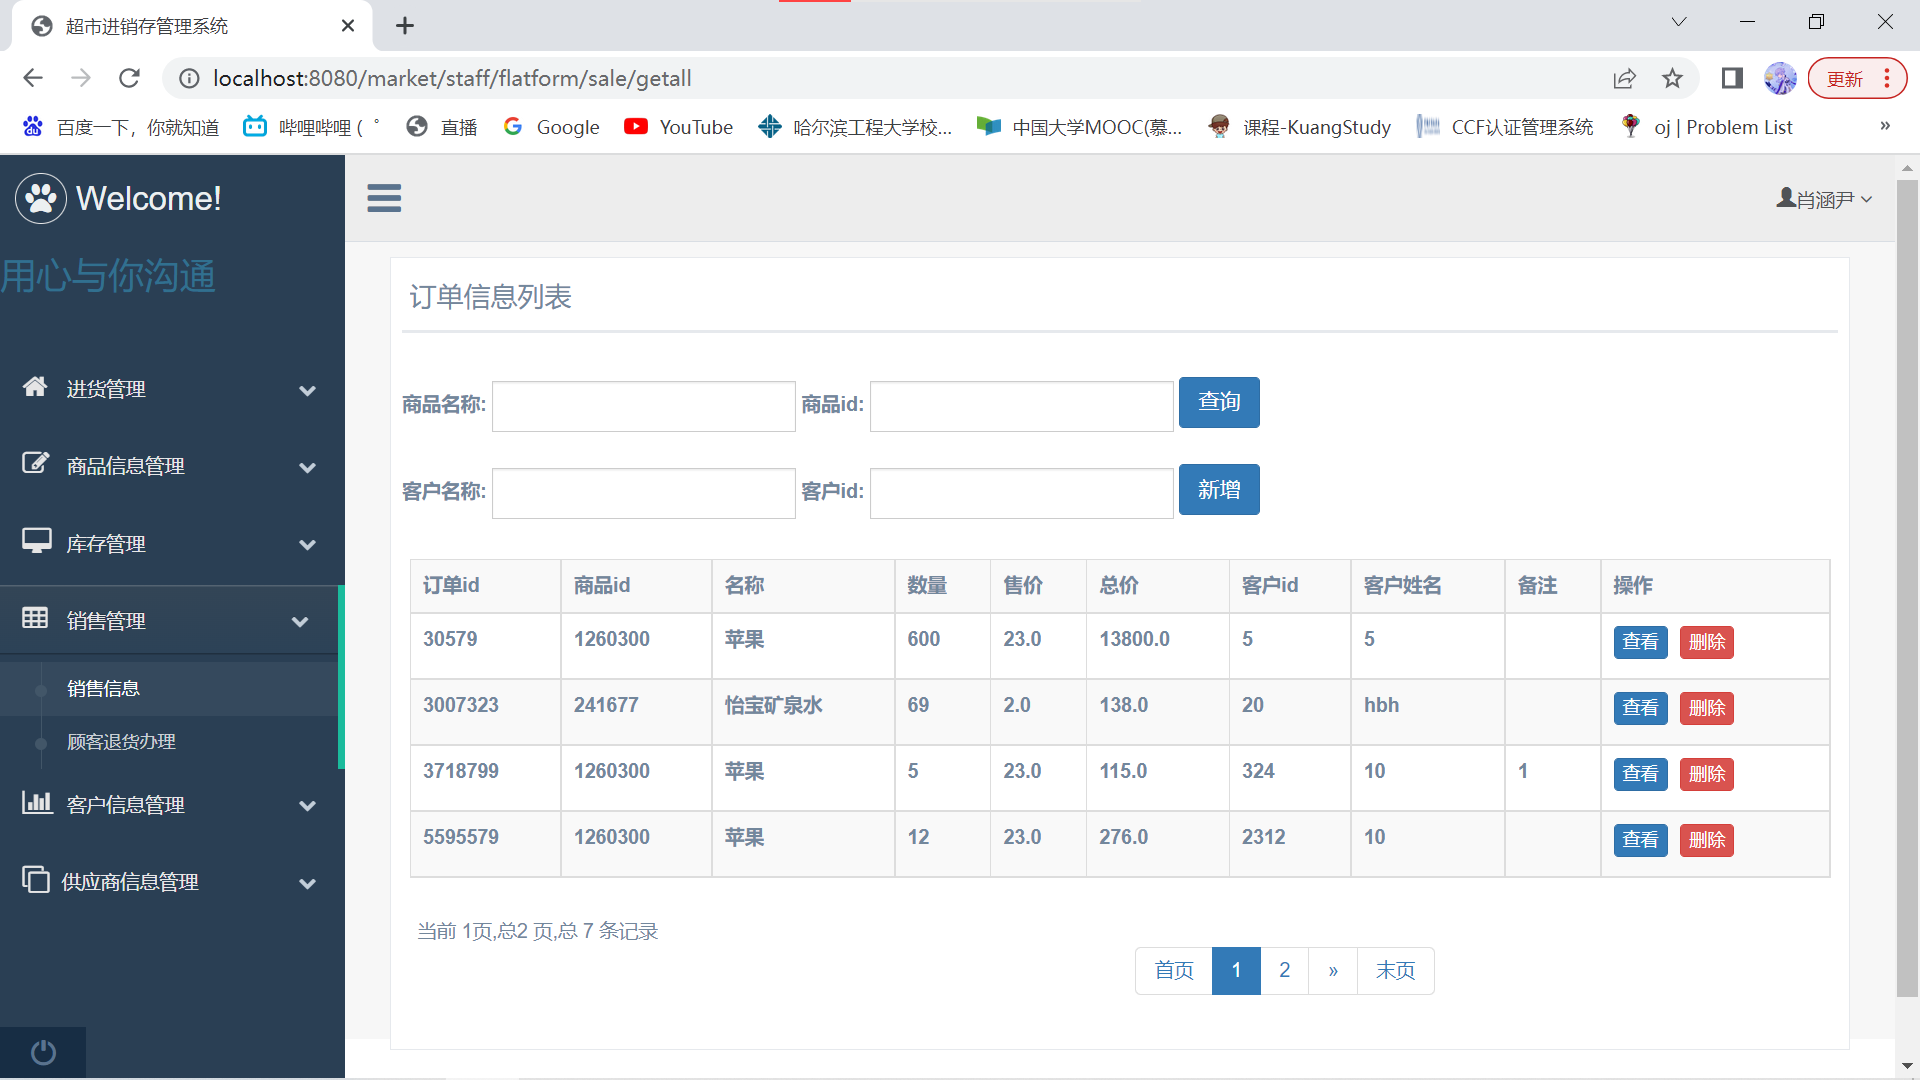 超市进销存管理系统
localhost:8080/market/staff/flatform/sale/getall
更新
百度一下，你就知道 哔哩哔哩 ( ゜ 直播 Google YouTube 哈尔滨工程大学校... 中国大学MOOC(慕... 课程-KuangStudy CCF认证管理系统 oj | Problem List »
Welcome!
肖涵尹
用心与你沟通
进货管理
商品信息管理
库存管理
销售管理
销售信息
顾客退货办理
客户信息管理
供应商信息管理
订单信息列表
商品名称: 商品id: 查询
客户名称: 客户id: 新增
订单id 商品id 名称 数量 售价 总价 客户id 客户姓名 备注 操作
30579 1260300 苹果 600 23.0 13800.0 5 5 查看 删除
3007323 241677 怡宝矿泉水 69 2.0 138.0 20 hbh 查看 删除
3718799 1260300 苹果 5 23.0 115.0 324 10 1 查看 删除
5595579 1260300 苹果 12 23.0 276.0 2312 10 查看 删除
当前 1页,总2 页,总 7 条记录
首页 1 2 » 末页